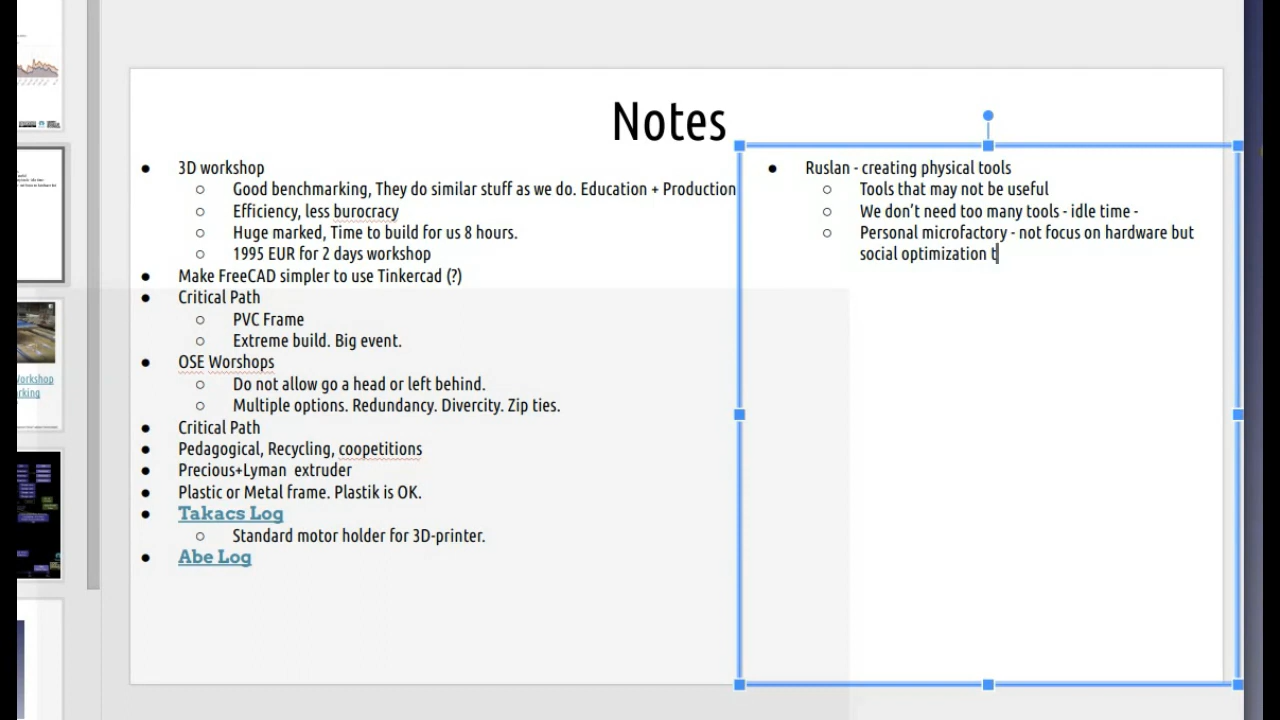 Notes
3D workshop
Good benchmarking, They do similar stuff as we do. Education + Production
Efficiency, less burocracy
Huge marked, Time to build for us 8 hours.
1995 EUR for 2 days workshop
Make FreeCAD simpler to use Tinkercad (?)
Critical Path
PVC Frame
Extreme build. Big event.
OSE Worshops
Do not allow go a head or left behind.
Multiple options. Redundancy. Divercity. Zip ties.
Critical Path
Pedagogical, Recycling, coopetitions
Precious+Lyman extruder
Plastic or Metal frame. Plastik is OK.
Takacs Log
Standard motor holder for 3D-printer.
Abe Log
Ruslan - creating physical tools
Tools that may not be useful
We don't need too many tools - idle time -
Personal microfactory - not focus on hardware but
social optimization t
Workshop